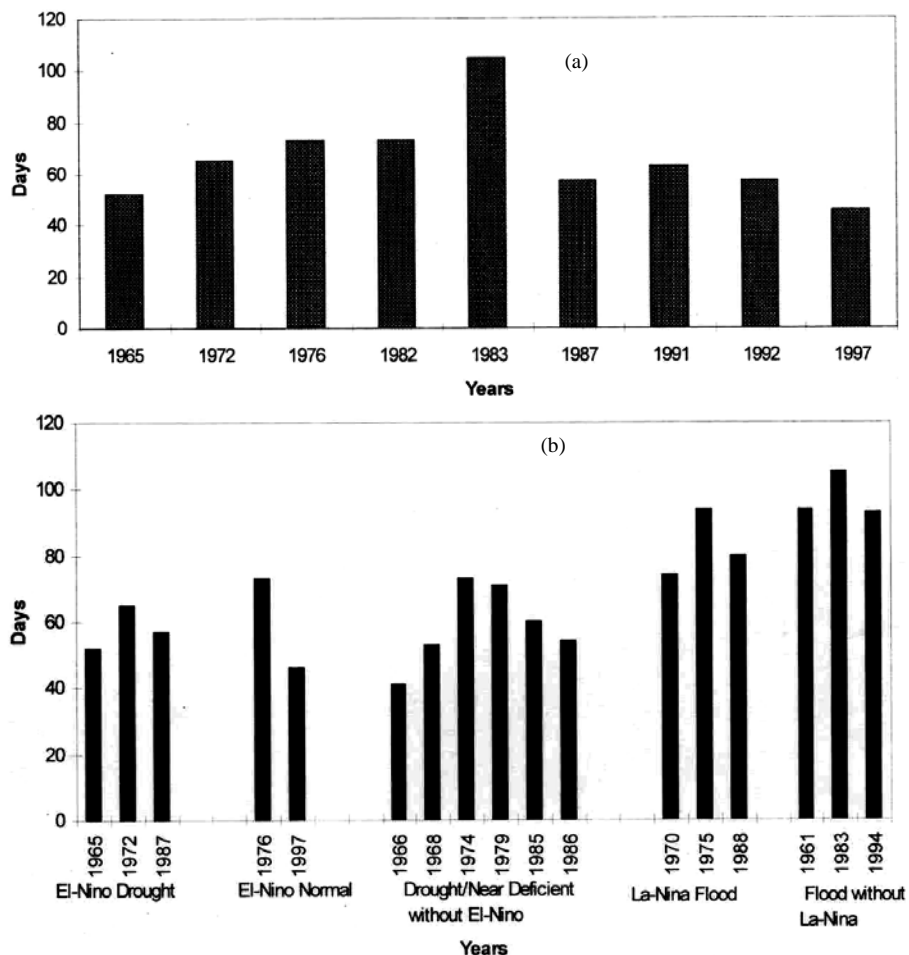 120
(a)
100
80
60
40
20
0
Days
1965 1972 1976 1982 1983 1987 1991 1992 1997
Years
120
(b)
100
80
60
40
20
0
Days
1965 1972 1987 1976 1997 1966 1968 1974 1979 1985 1986 1970 1975 1988 1961 1983 1994
El-Nino Drought El-Nino Normal Drought/Near Deficient La-Nina Flood Flood without
without El-Nino La-Nina
Years